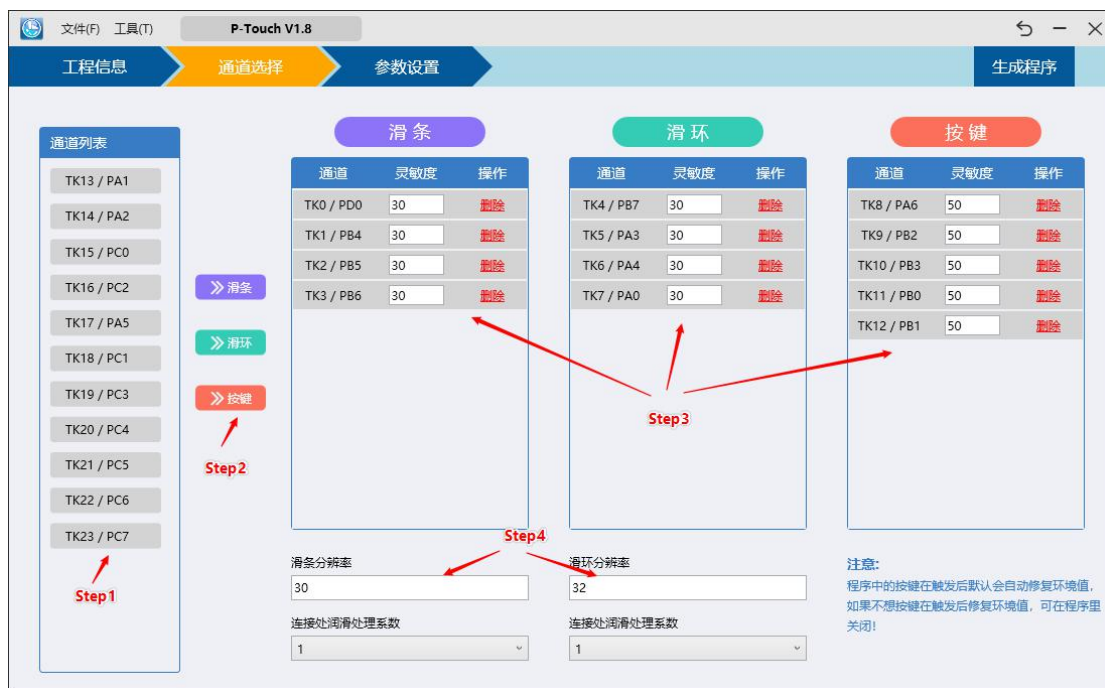 文件(F) 工具(T) P-Touch V1.8
工程信息 通道选择 参数设置 生成程序
通道列表
TK13 / PA1
TK14 / PA2
TK15 / PC0
TK16 / PC2
TK17 / PA5
TK18 / PC1
TK19 / PC3
TK20 / PC4
TK21 / PC5
TK22 / PC6
TK23 / PC7
Step1
滑条
滑环
按键
Step2
滑条
通道 灵敏度 操作
TK0 / PD0 30 删除
TK1 / PB4 30 删除
TK2 / PB5 30 删除
TK3 / PB6 30 删除
滑环
通道 灵敏度 操作
TK4 / PB7 30 删除
TK5 / PA3 30 删除
TK6 / PA4 30 删除
TK7 / PA0 30 删除
按键
通道 灵敏度 操作
TK8 / PA6 50 删除
TK9 / PB2 50 删除
TK10 / PB3 50 删除
TK11 / PB0 50 删除
TK12 / PB1 50 删除
Step3
Step4
滑条分辨率
30
连接处润滑处理系数
1
滑环分辨率
32
连接处润滑处理系数
1
注意:
程序中的按键在触发后默认会自动修复环境值,
如果不想按键在触发后修复环境值，可在程序里
关闭!